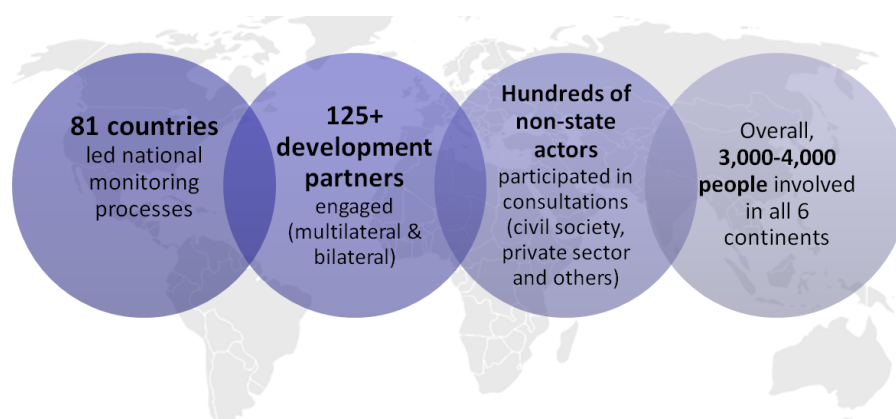 81 countries
led national
monitoring
processes
125+
development
partners
engaged
(multilateral &
bilateral)
Hundreds of
non-state
actors
participated in
consultations
(civil society,
private sector
and others)
Overall,
3,000-4,000
people involved
in all 6
continents